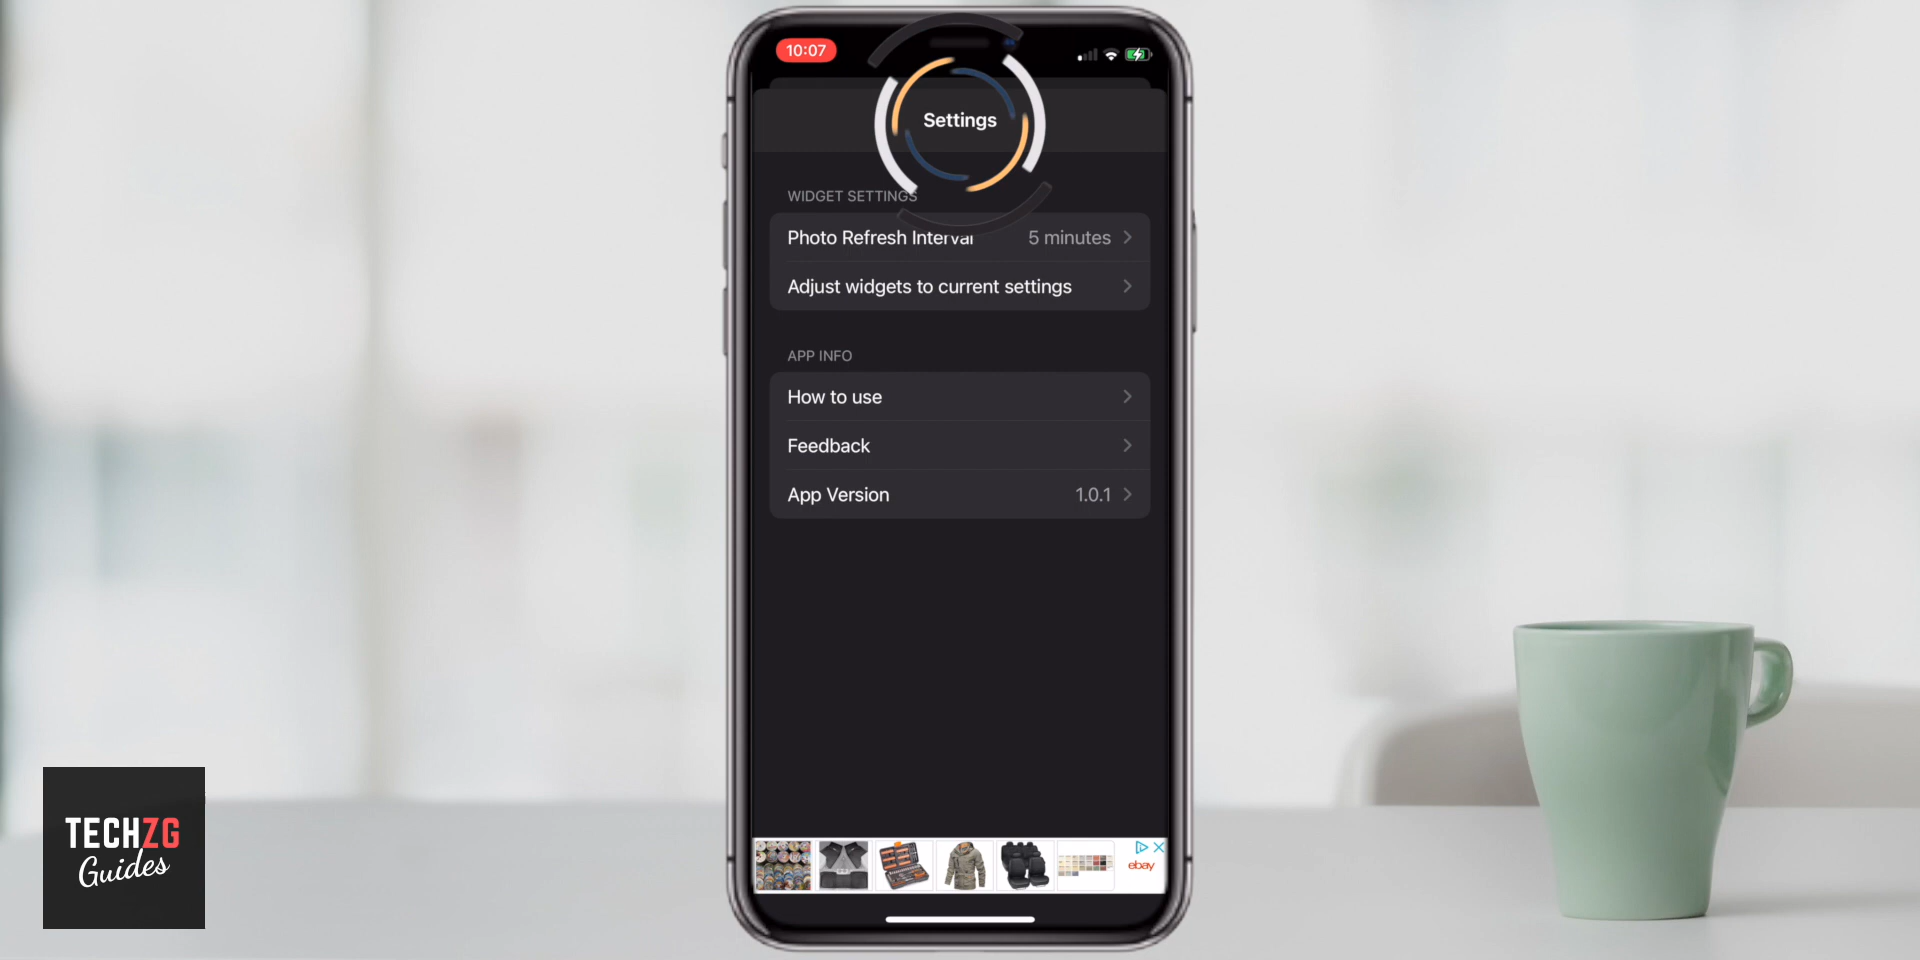 10:07
Settings
WIDGET SETTINGS
Photo Refresh Interval 5 minutes
Adjust widgets to current settings
APP INFO
How to use
Feedback
App Version 1.0.1
ebay
TECHZG
Guides